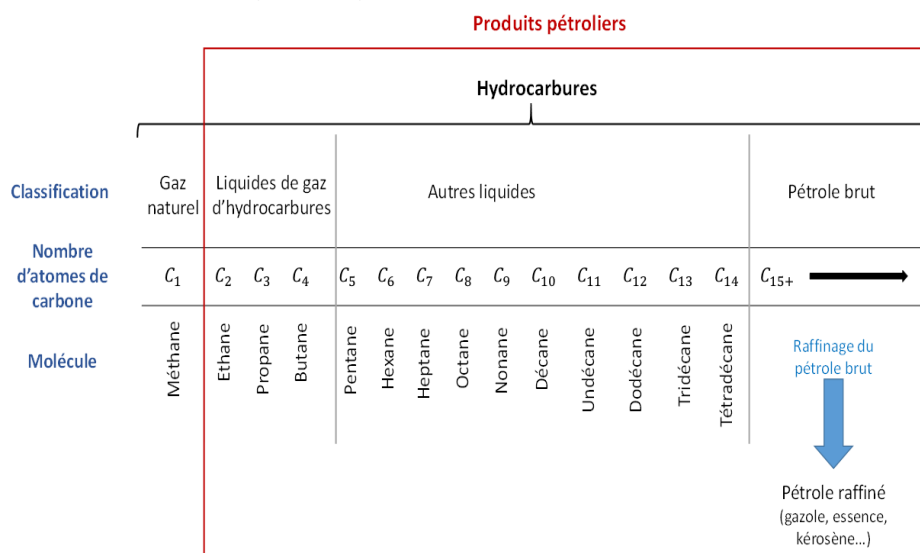 Produits pétroliers
Hydrocarbures
Classification
Gaz
naturel
Liquides de gaz
d'hydrocarbures
Autres liquides
Pétrole brut
Nombre
d'atomes de
carbone
C₁ C₂ C₃ C₄ C₅ C₆ C₇ C₈ C₉ C₁₀ C₁₁ C₁₂ C₁₃ C₁₄ C₁₅₊
Molécule
Méthane
Ethane
Propane
Butane
Pentane
Hexane
Heptane
Octane
Nonane
Décane
Undécane
Dodécane
Tridécane
Tétradécane
Raffinage du
pétrole brut
Pétrole raffiné
(gazole, essence,
kérosène...)